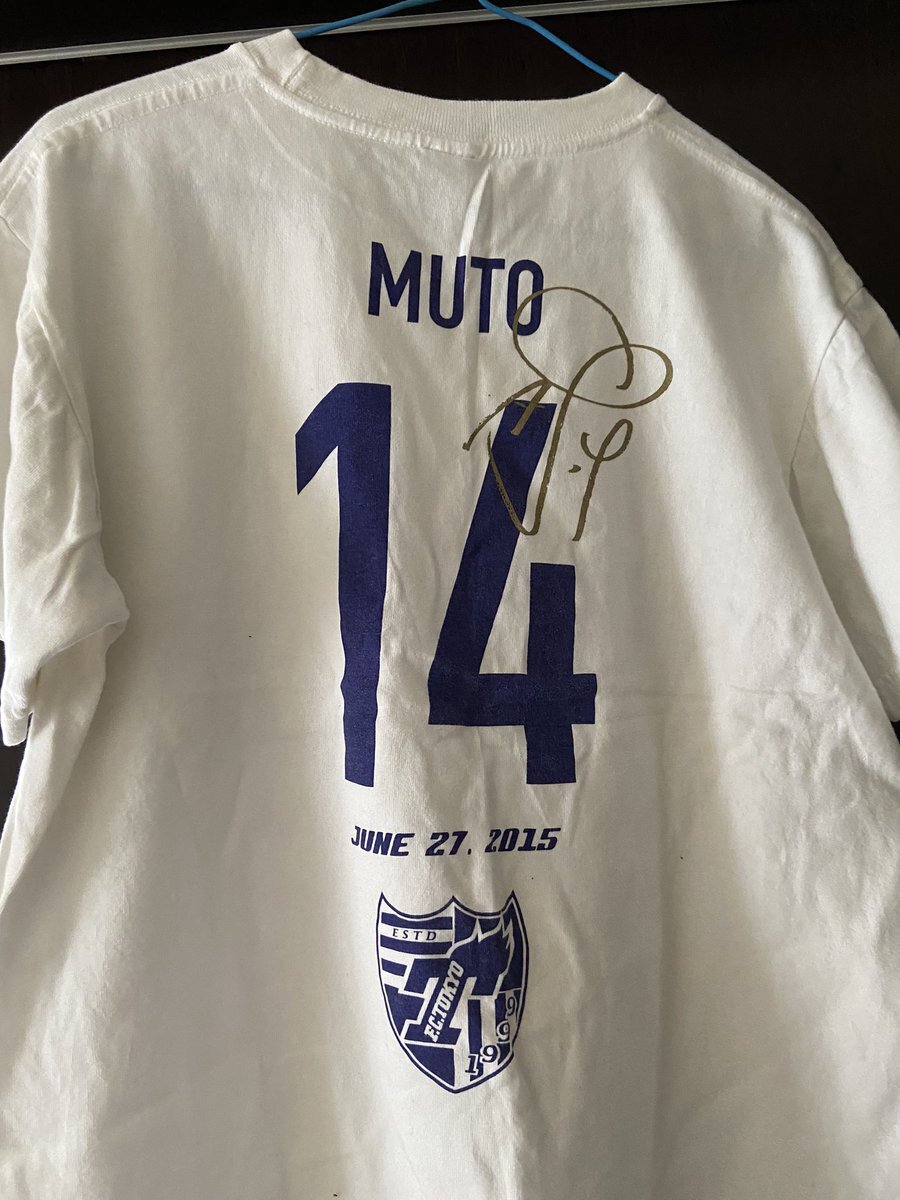 MUTO
14
JUNE 27, 2015
ESTD
F.C.TOKYO
1999